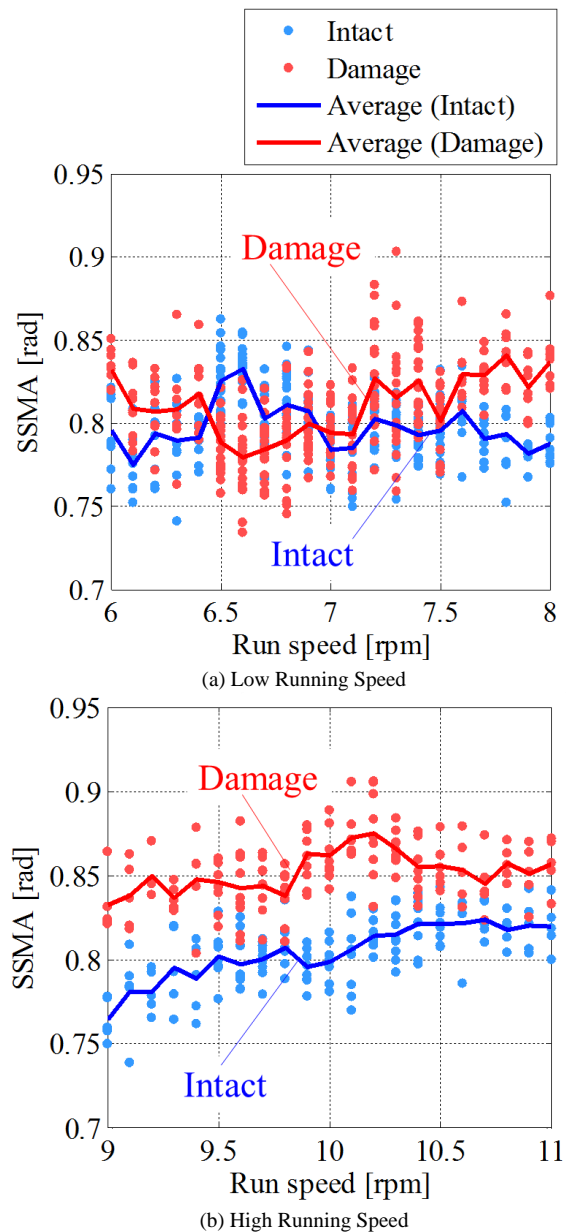 Intact
Damage
Average (Intact)
Average (Damage)
0.95
0.9
0.85
0.8
0.75
0.7
SSMA [rad]
Damage
Intact
6 6.5 7 7.5 8
Run speed [rpm]
(a) Low Running Speed
0.95
0.9
0.85
0.8
0.75
0.7
SSMA [rad]
Damage
Intact
9 9.5 10 10.5 11
Run speed [rpm]
(b) High Running Speed